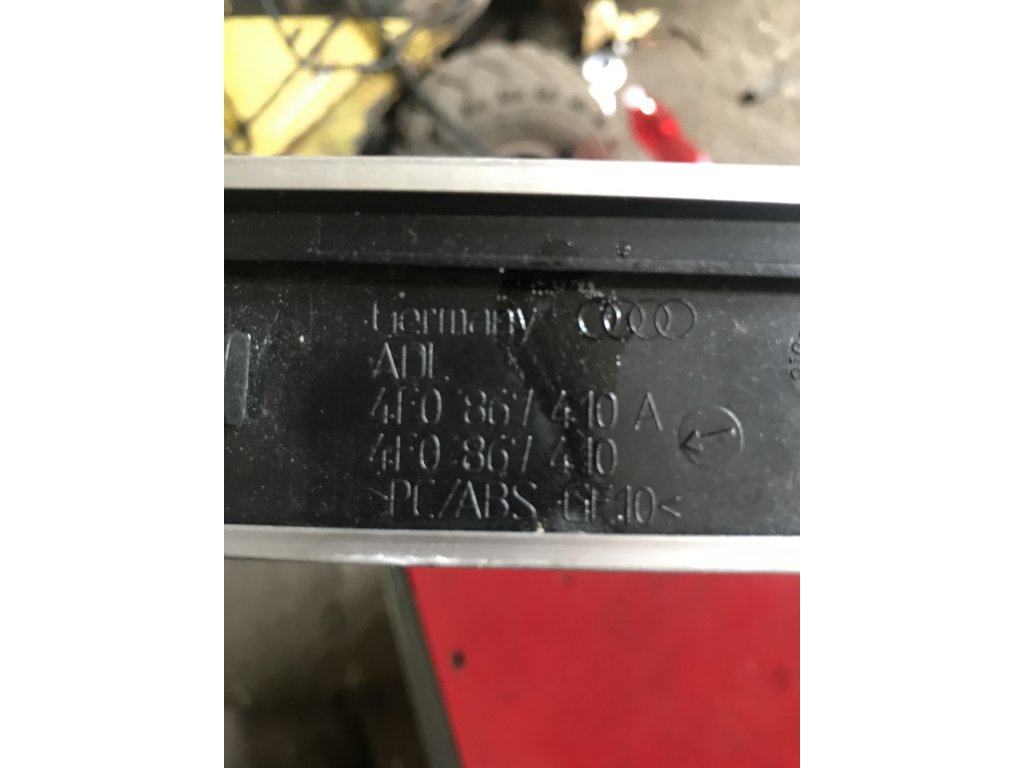 Germany
ADL
4F0 867 410 A
4F0 867 410
>PC/ABS-GF10<